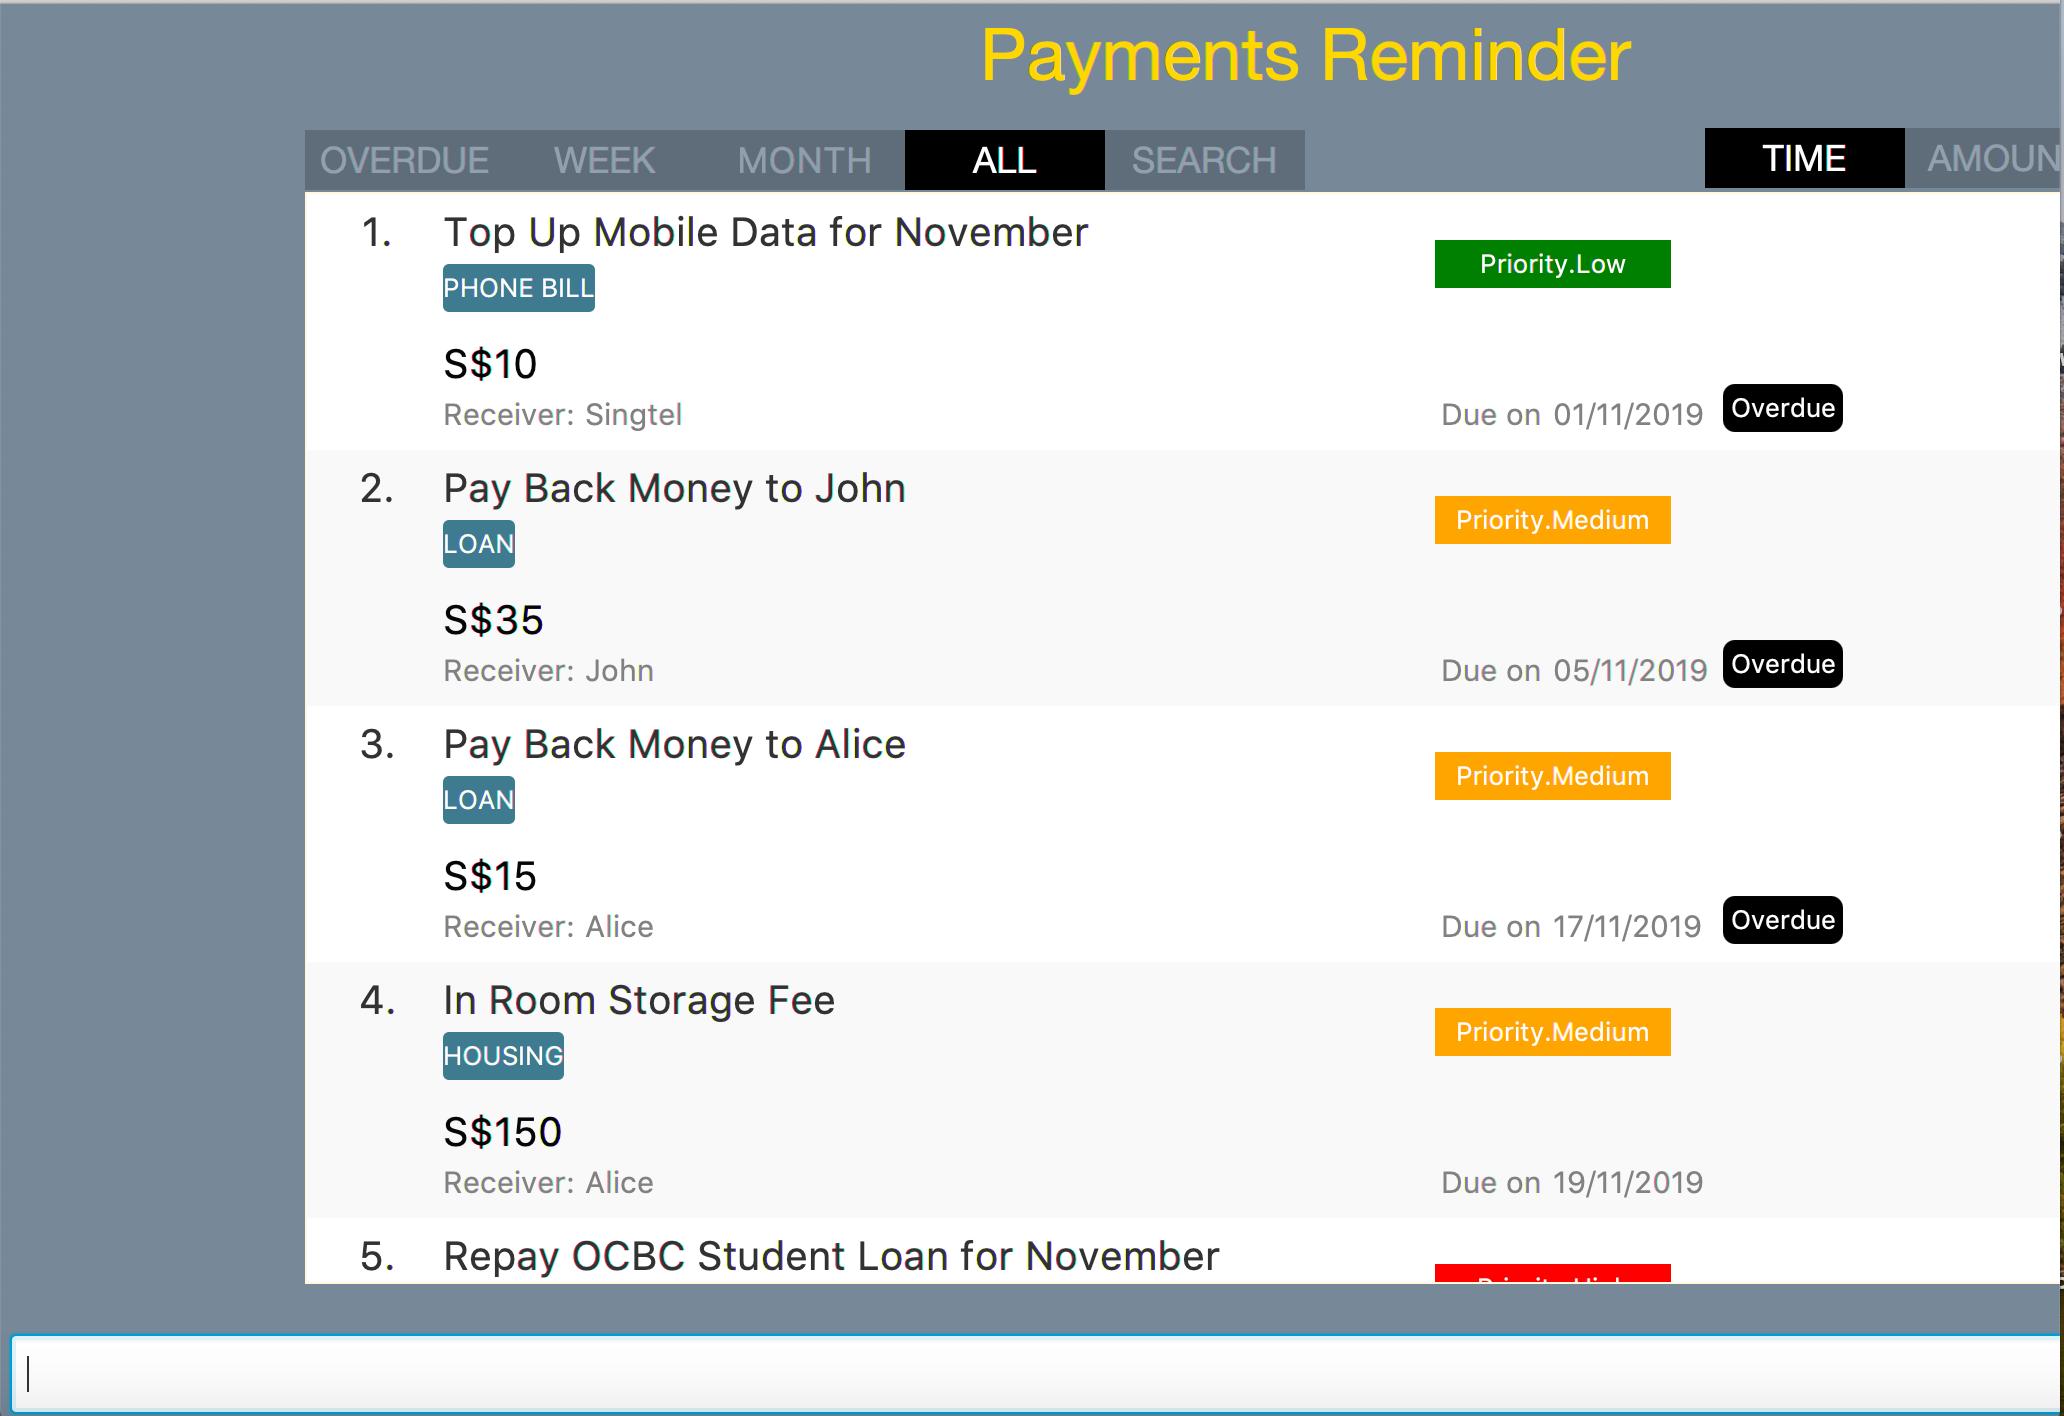 Payments Reminder
OVERDUE WEEK MONTH ALL SEARCH TIME AMOUN
1. Top Up Mobile Data for November
Priority.Low
PHONE BILL
S$10
Receiver: Singtel Due on 01/11/2019 Overdue
2. Pay Back Money to John
Priority.Medium
LOAN
S$35
Receiver: John Due on 05/11/2019 Overdue
3. Pay Back Money to Alice
Priority.Medium
LOAN
S$15
Receiver: Alice Due on 17/11/2019 Overdue
4. In Room Storage Fee
Priority.Medium
HOUSING
S$150
Receiver: Alice Due on 19/11/2019
5. Repay OCBC Student Loan for November